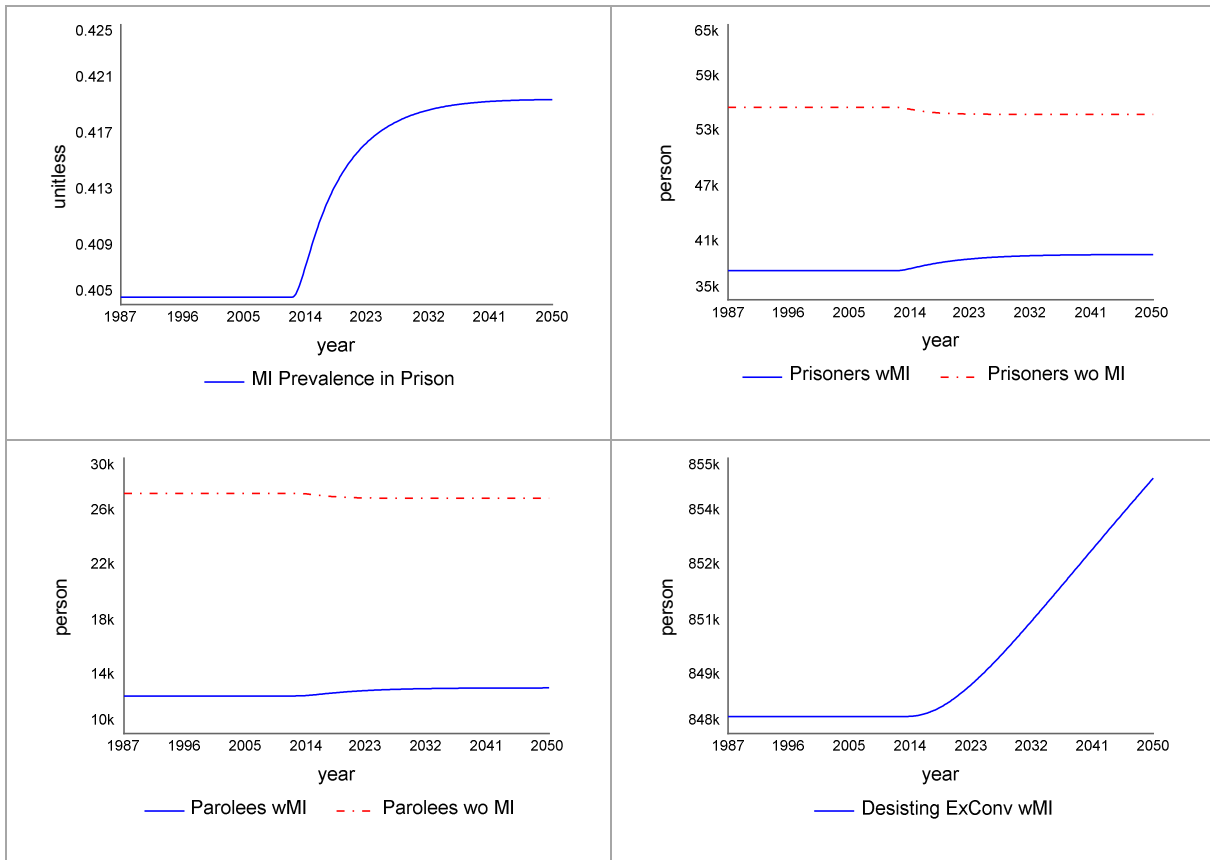 0.425
0.421
0.417
0.413
0.409
0.405
unitless
1987 1996 2005 2014 2023 2032 2041 2050
year
MI Prevalence in Prison
65k
59k
53k
47k
41k
35k
person
1987 1996 2005 2014 2023 2032 2041 2050
year
Prisoners wMI Prisoners wo MI
30k
26k
22k
18k
14k
10k
person
1987 1996 2005 2014 2023 2032 2041 2050
year
Parolees wMI Parolees wo MI
855k
854k
852k
851k
849k
848k
person
1987 1996 2005 2014 2023 2032 2041 2050
year
Desisting ExConv wMI